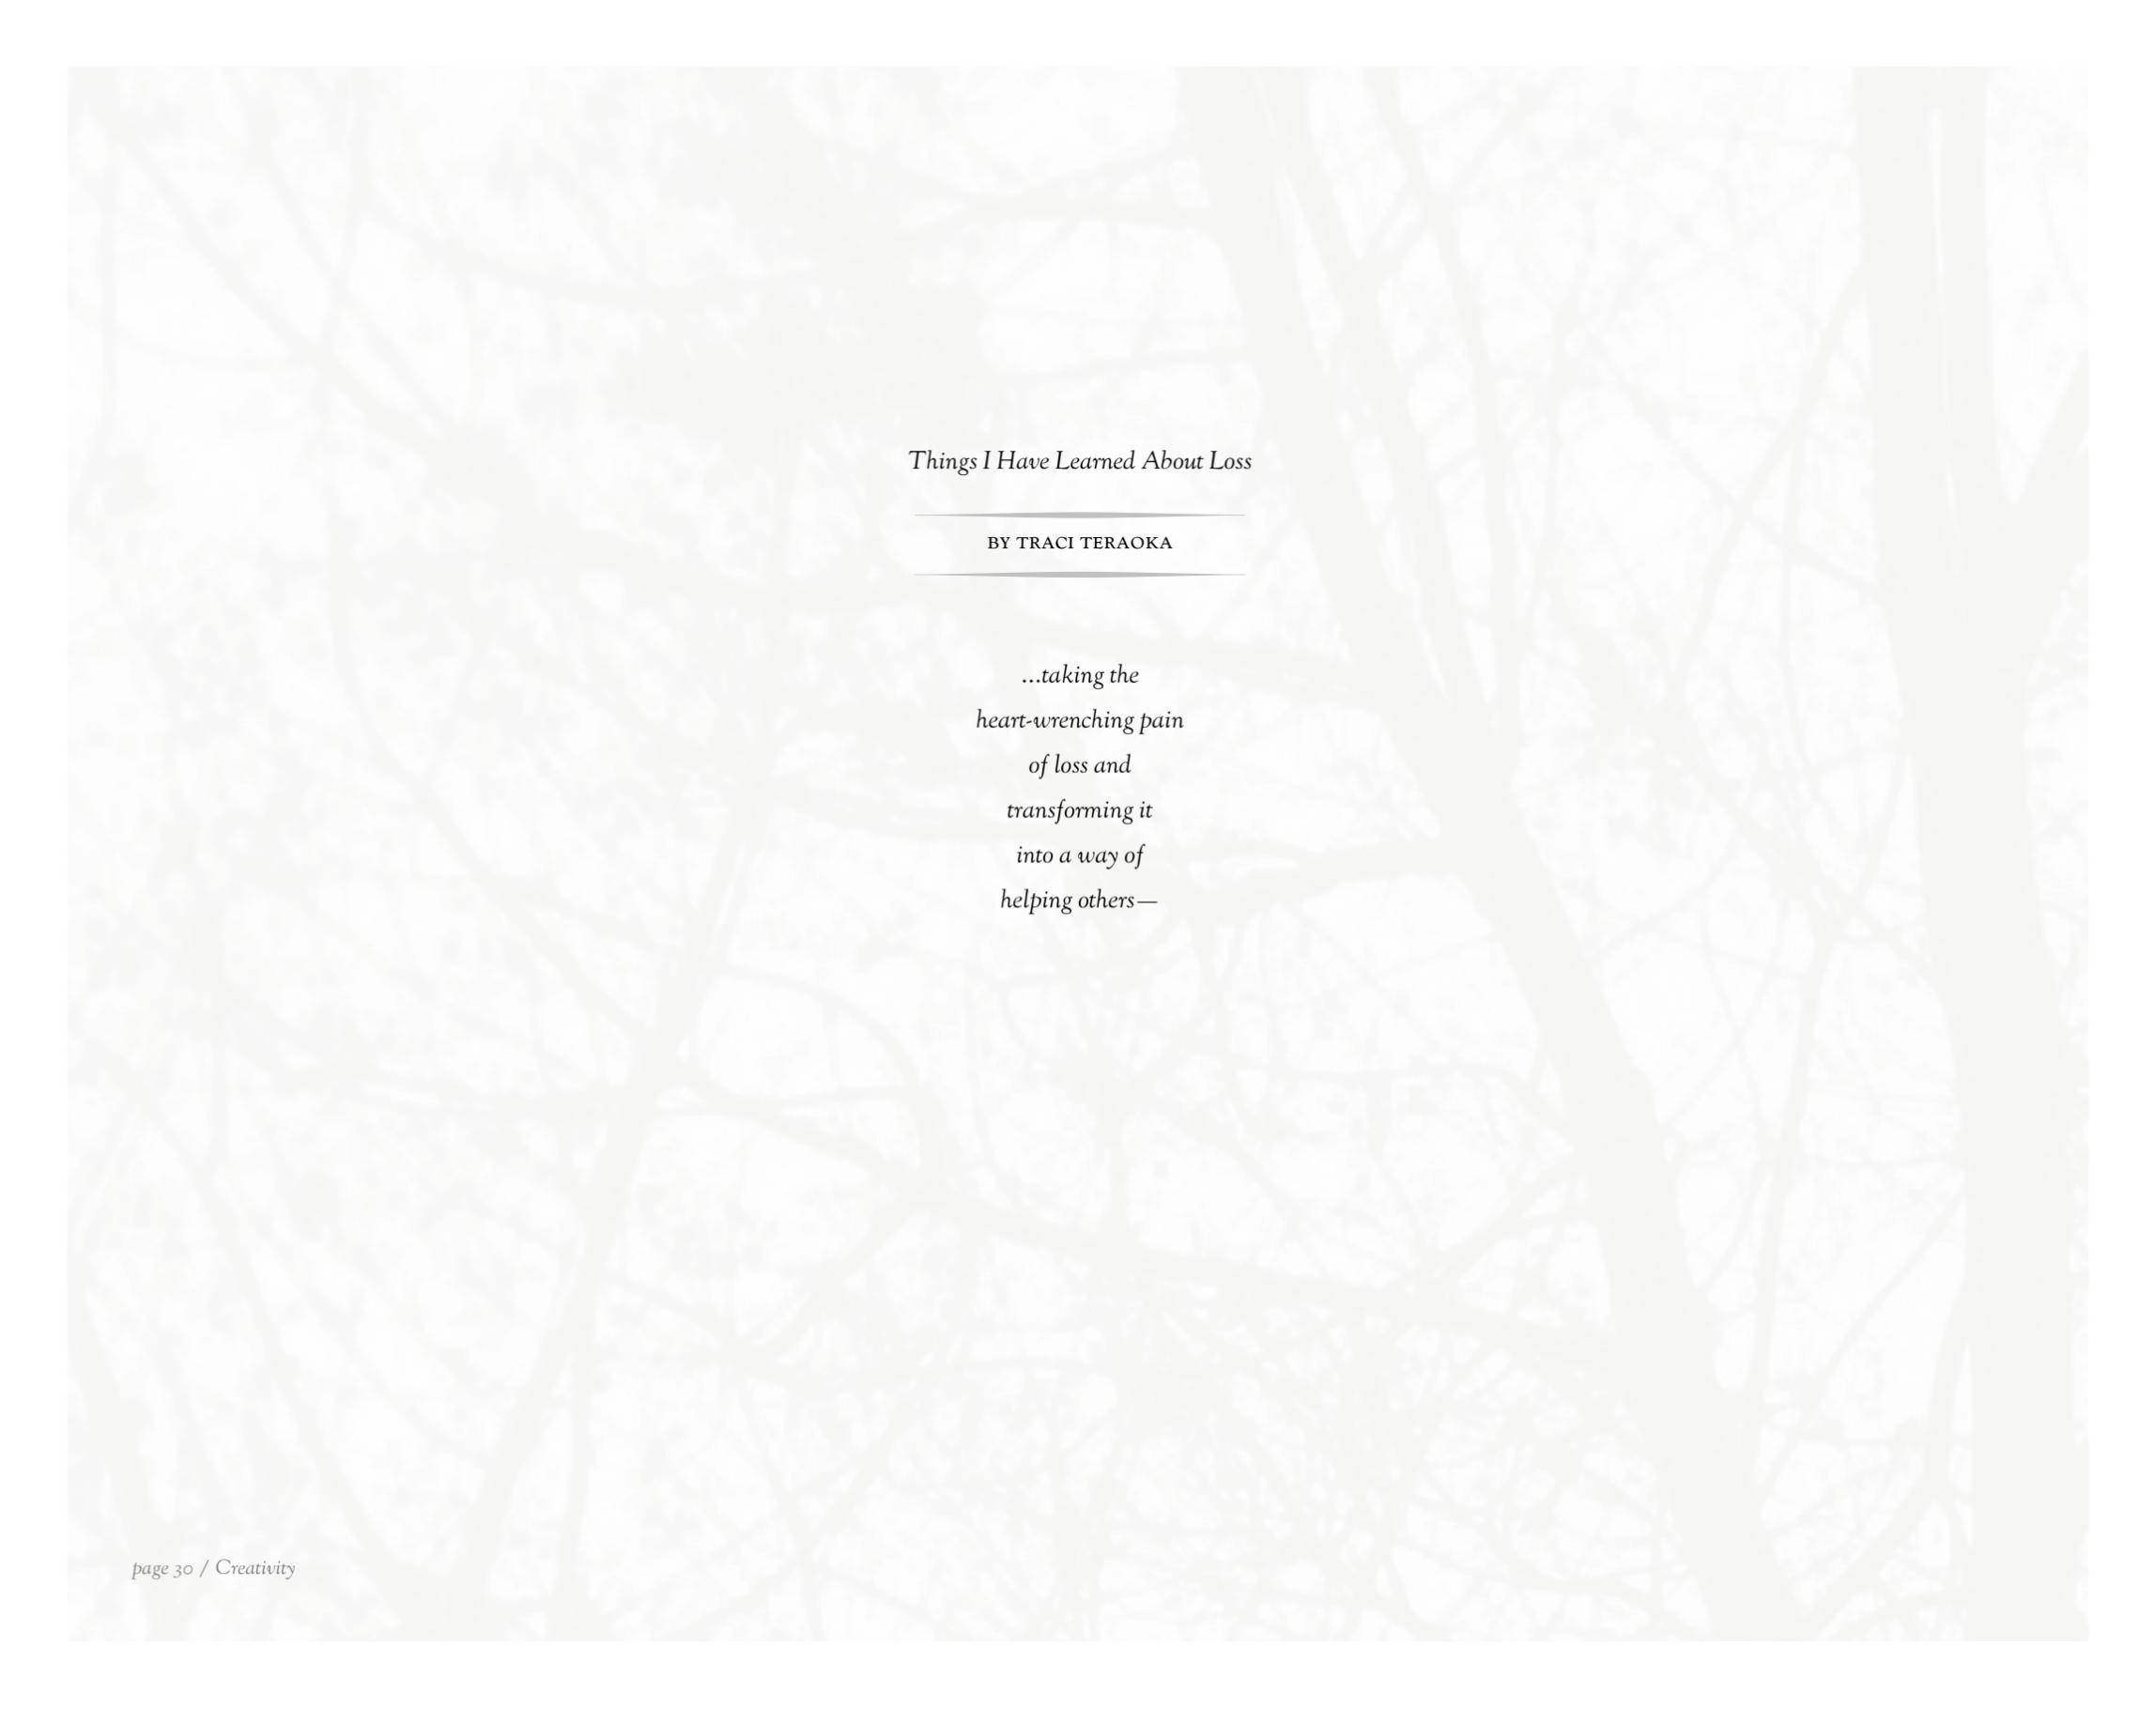 Things I Have Learned About Loss
BY TRACI TERAOKA
...taking the
heart-wrenching pain
of loss and
transforming it
into a way of
helping others—
page 30 / Creativity